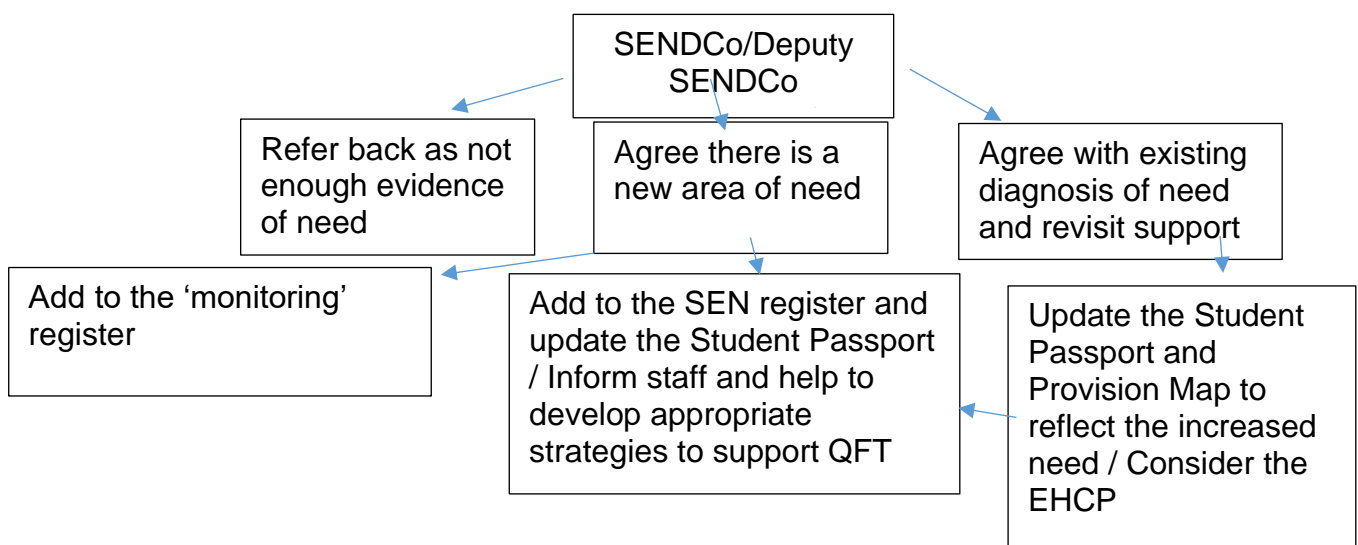 SENDCo/Deputy
SENDCo
Refer back as not
enough evidence
of need
Agree there is a
new area of need
Agree with existing
diagnosis of need
and revisit support
Add to the ‘monitoring’
register
Add to the SEN register and
update the Student Passport
/ Inform staff and help to
develop appropriate
strategies to support QFT
Update the Student
Passport and
Provision Map to
reflect the increased
need / Consider the
EHCP